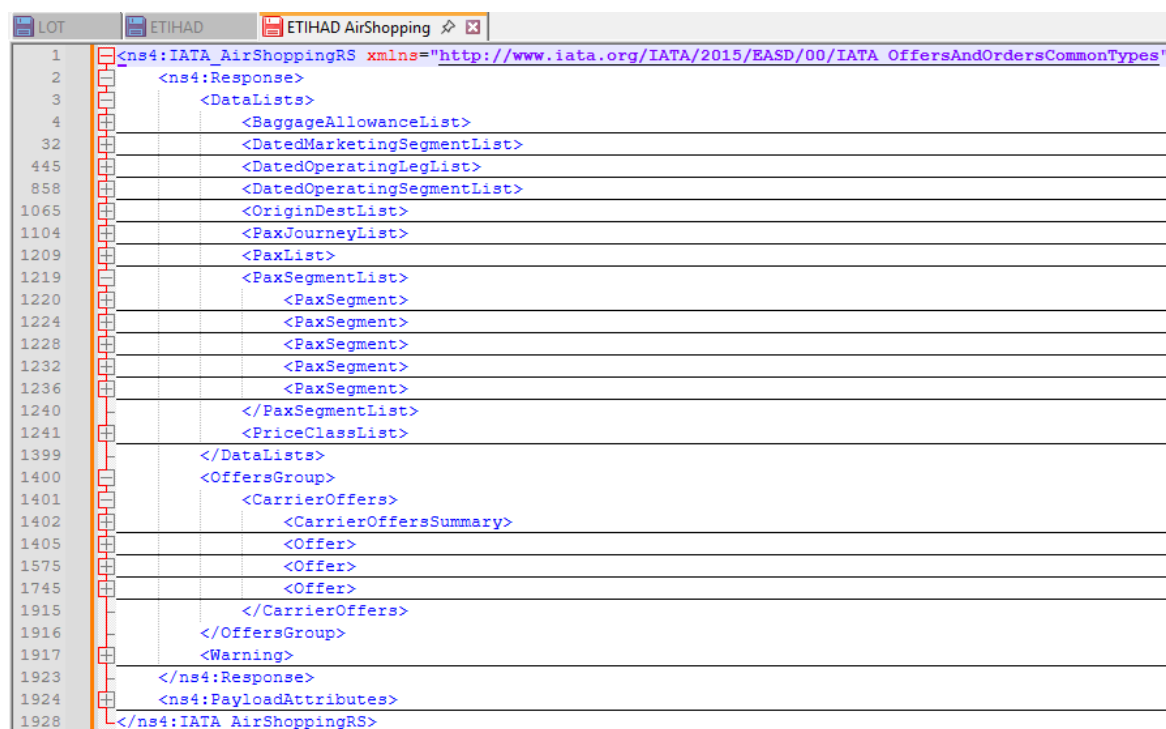 LOT ETIHAD ETIHAD AirShopping
1 <ns4:IATA_AirShoppingRS xmlns="http://www.iata.org/IATA/2015/EASD/00/IATA_OffersAndOrdersCommonTypes"
2 <ns4:Response>
3 <DataLists>
4 <BaggageAllowanceList>
32 <DatedMarketingSegmentList>
445 <DatedOperatingLegList>
858 <DatedOperatingSegmentList>
1065 <OriginDestList>
1104 <PaxJourneyList>
1209 <PaxList>
1219 <PaxSegmentList>
1220 <PaxSegment>
1224 <PaxSegment>
1228 <PaxSegment>
1232 <PaxSegment>
1236 <PaxSegment>
1240 </PaxSegmentList>
1241 <PriceClassList>
1399 </DataLists>
1400 <OffersGroup>
1401 <CarrierOffers>
1402 <CarrierOffersSummary>
1405 <Offer>
1575 <Offer>
1745 <Offer>
1915 </CarrierOffers>
1916 </OffersGroup>
1917 <Warning>
1923 </ns4:Response>
1924 <ns4:PayloadAttributes>
1928 </ns4:IATA_AirShoppingRS>